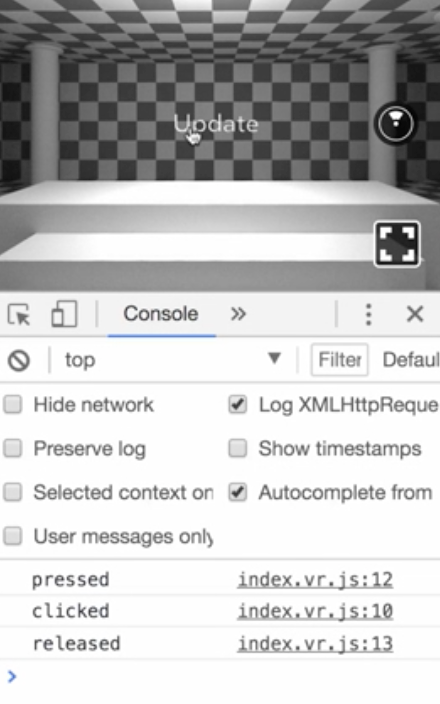 Update
Console »
top Filter Defaul
Hide network Log XMLHttpReque
Preserve log Show timestamps
Selected context on Autocomplete from
User messages only
pressed index.vr.js:12
clicked index.vr.js:10
released index.vr.js:13